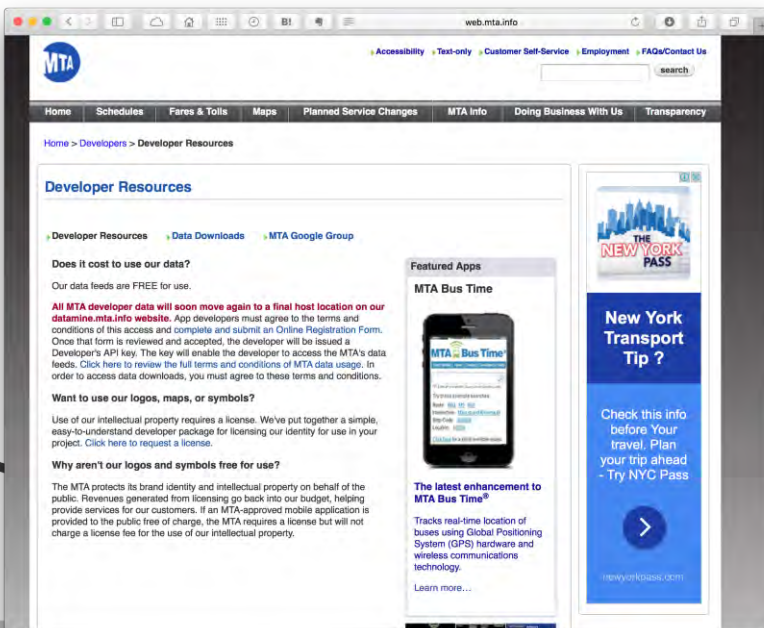 B!
web.mta.info
MTA
Accessibility Text-only Customer Self-Service Employment FAQs/Contact Us
search
Home Schedules Fares & Tolls Maps Planned Service Changes MTA Info Doing Business With Us Transparency
Home > Developers > Developer Resources
Developer Resources
Developer Resources Data Downloads MTA Google Group
Does it cost to use our data?
Our data feeds are FREE for use.
All MTA developer data will soon move again to a final host location on our
datamine.mta.info website. App developers must agree to the terms and
conditions of this access and complete and submit an Online Registration Form.
Once that form is reviewed and accepted, the developer will be issued a
Developer's API key. The key will enable the developer to access the MTA's data
feeds. Click here to review the full terms and conditions of MTA data usage. In
order to access data downloads, you must agree to these terms and conditions.
Want to use our logos, maps, or symbols?
Use of our intellectual property requires a license. We've put together a simple,
easy-to-understand developer package for licensing our identity for use in your
project. Click here to request a license.
Why aren't our logos and symbols free for use?
The MTA protects its brand identity and intellectual property on behalf of the
public. Revenues generated from licensing go back into our budget, helping
provide services for our customers. If an MTA-approved mobile application is
provided to the public free of charge, the MTA requires a license but will not
charge a license fee for the use of our intellectual property.
Featured Apps
MTA Bus Time
MTA Bus Time
The latest enhancement to
MTA Bus Time®
Tracks real-time location of
buses using Global Positioning
System (GPS) hardware and
wireless communications
technology.
Learn more…
THE
NEW YORK
PASS
New York
Transport
Tip ?
Check this info
before Your
travel. Plan
your trip ahead
- Try NYC Pass
newyorkpass.com